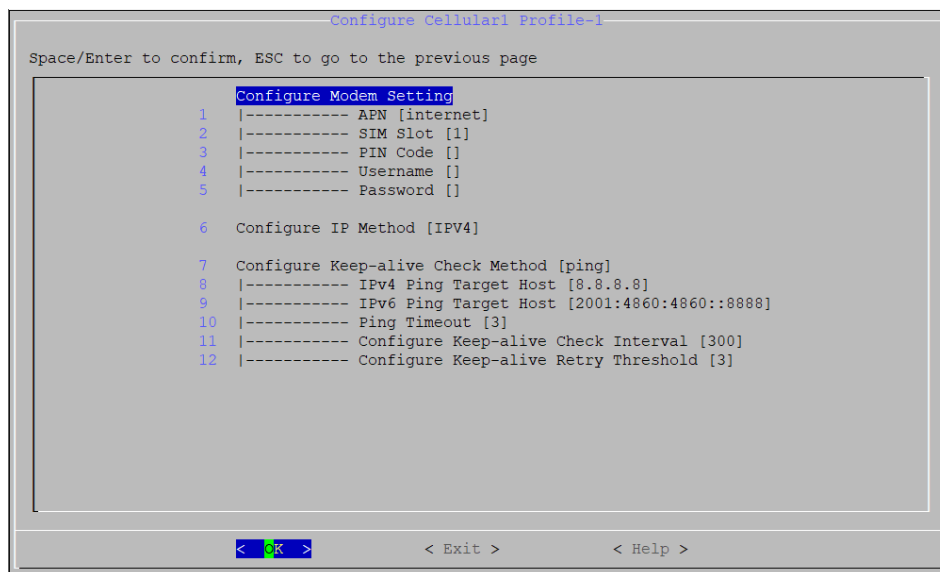 Configure Cellular1 Profile-1
Space/Enter to confirm, ESC to go to the previous page
Configure Modem Setting
1 |----------- APN [internet]
2 |----------- SIM Slot [1]
3 |----------- PIN Code []
4 |----------- Username []
5 |----------- Password []
6 Configure IP Method [IPV4]
7 Configure Keep-alive Check Method [ping]
8 |----------- IPv4 Ping Target Host [8.8.8.8]
9 |----------- IPv6 Ping Target Host [2001:4860:4860::8888]
10 |----------- Ping Timeout [3]
11 |----------- Configure Keep-alive Check Interval [300]
12 |----------- Configure Keep-alive Retry Threshold [3]
< OK > < Exit > < Help >